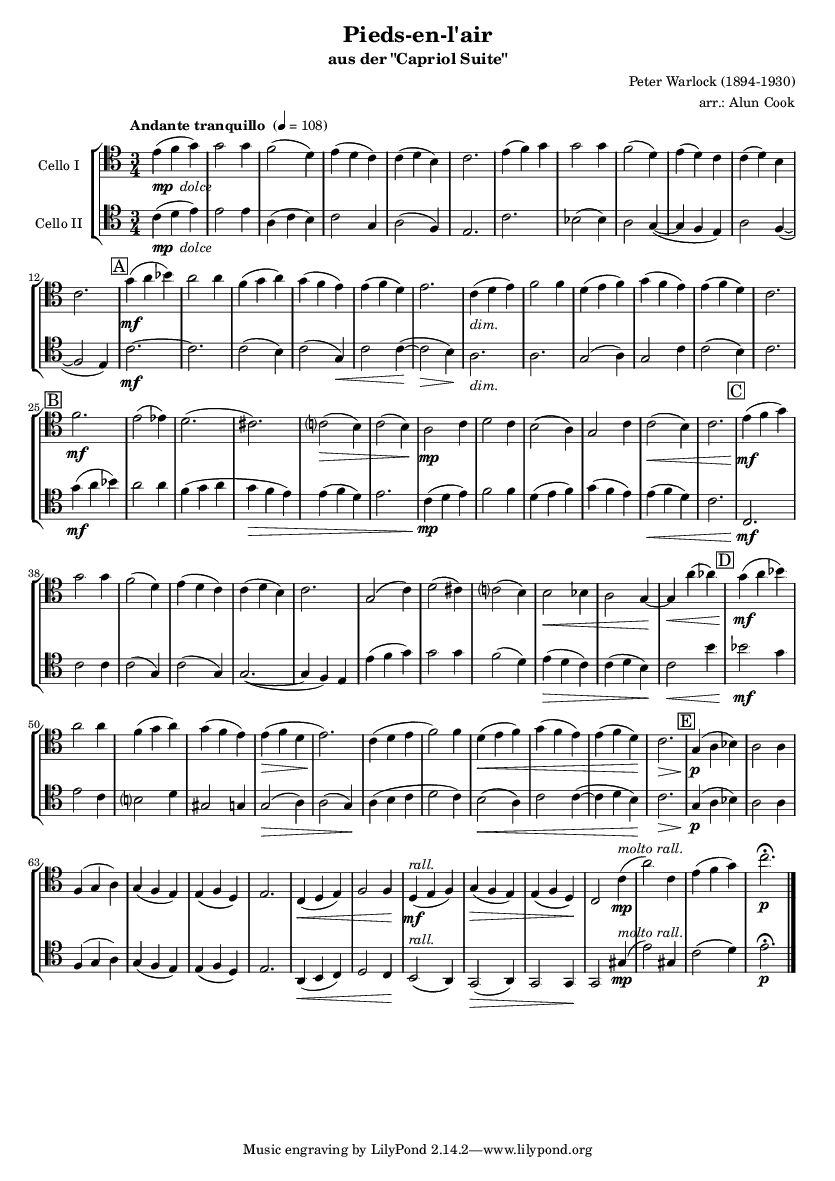 Pieds-en-l'air
aus der "Capriol Suite"
Peter Warlock (1894-1930)
arr.: Alun Cook
Andante tranquillo (♩ = 108)
Cello I
3/4
mp dolce
Cello II
3/4
mp dolce
12
A
mf
dim.
mf
dim.
25
B
C
mf
mp
mf
mf
mp
mf
38
D
mf
mf
50
E
p
p
63
rall.
molto rall.
mf
mp
p
rall.
molto rall.
mp
p
Music engraving by LilyPond 2.14.2—www.lilypond.org